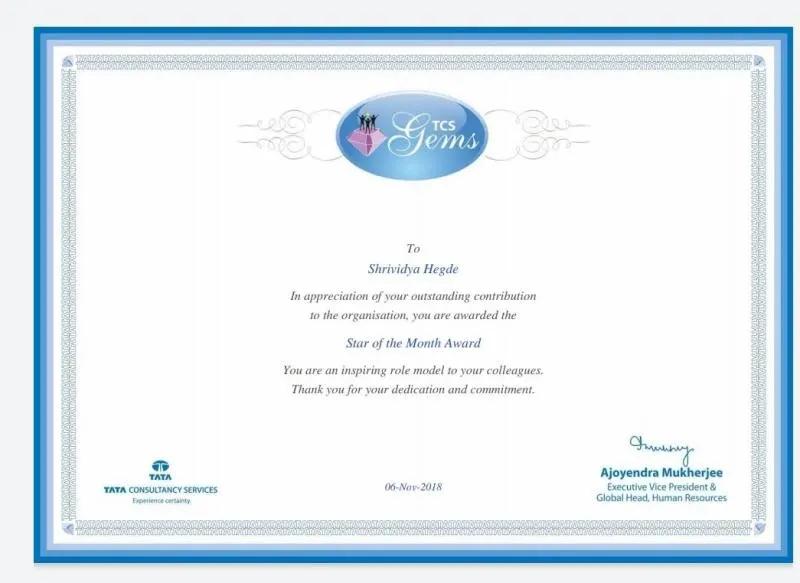 TCS
Gems
To
Shrividya Hegde
In appreciation of your outstanding contribution
to the organisation, you are awarded the
Star of the Month Award
You are an inspiring role model to your colleagues.
Thank you for your dedication and commitment.
TATA
TATA CONSULTANCY SERVICES
Experience certainty.
06-Nov-2018
Ajoyendra Mukherjee
Executive Vice President &
Global Head, Human Resources